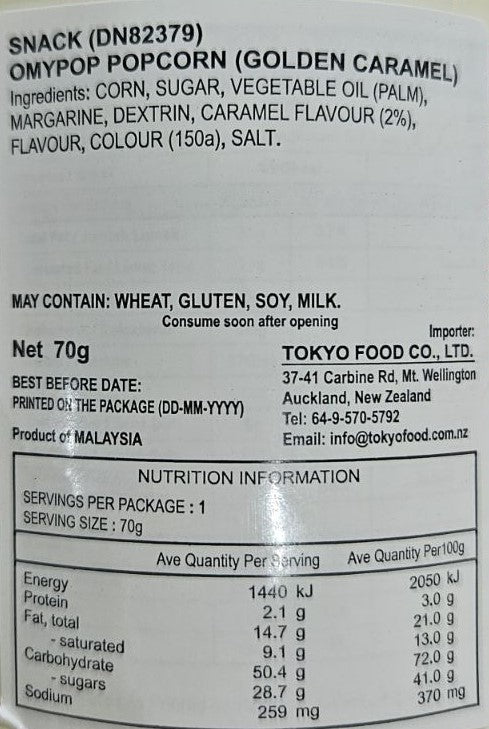 SNACK (DN82379)
OMYPOP POPCORN (GOLDEN CARAMEL)
Ingredients: CORN, SUGAR, VEGETABLE OIL (PALM),
MARGARINE, DEXTRIN, CARAMEL FLAVOUR (2%),
FLAVOUR, COLOUR (150a), SALT.
MAY CONTAIN: WHEAT, GLUTEN, SOY, MILK.
Consume soon after opening
Net 70g
BEST BEFORE DATE:
PRINTED ON THE PACKAGE (DD-MM-YYYY)
Product of MALAYSIA
Importer:
TOKYO FOOD CO., LTD.
37-41 Carbine Rd, Mt. Wellington
Auckland, New Zealand
Tel: 64-9-570-5792
Email: info@tokyofood.com.nz
NUTRITION INFORMATION
SERVINGS PER PACKAGE : 1
SERVING SIZE : 70g
Ave Quantity Per Serving Ave Quantity Per100g
Energy 1440 kJ 2050 kJ
Protein 2.1 g 3.0 g
Fat, total 14.7 g 21.0 g
- saturated 9.1 g 13.0 g
Carbohydrate 50.4 g 72.0 g
- sugars 28.7 g 41.0 g
Sodium 259 mg 370 mg